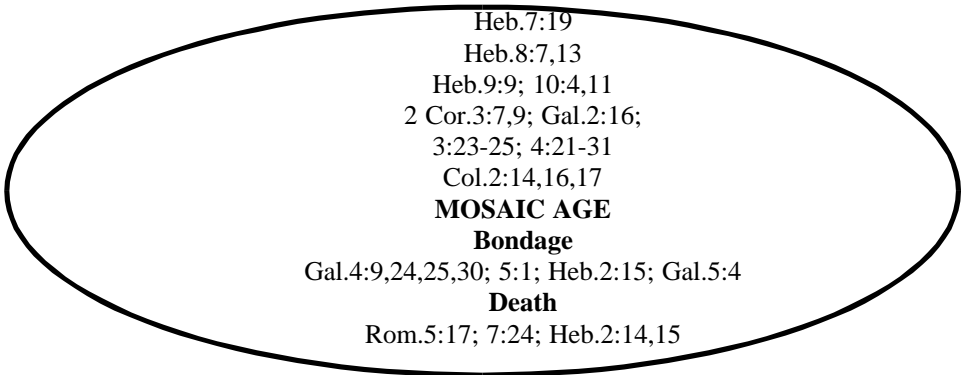 Heb.7:19
Heb.8:7,13
Heb.9:9; 10:4,11
2 Cor.3:7,9; Gal.2:16;
3:23-25; 4:21-31
Col.2:14,16,17
MOSAIC AGE
Bondage
Gal.4:9,24,25,30; 5:1; Heb.2:15; Gal.5:4
Death
Rom.5:17; 7:24; Heb.2:14,15